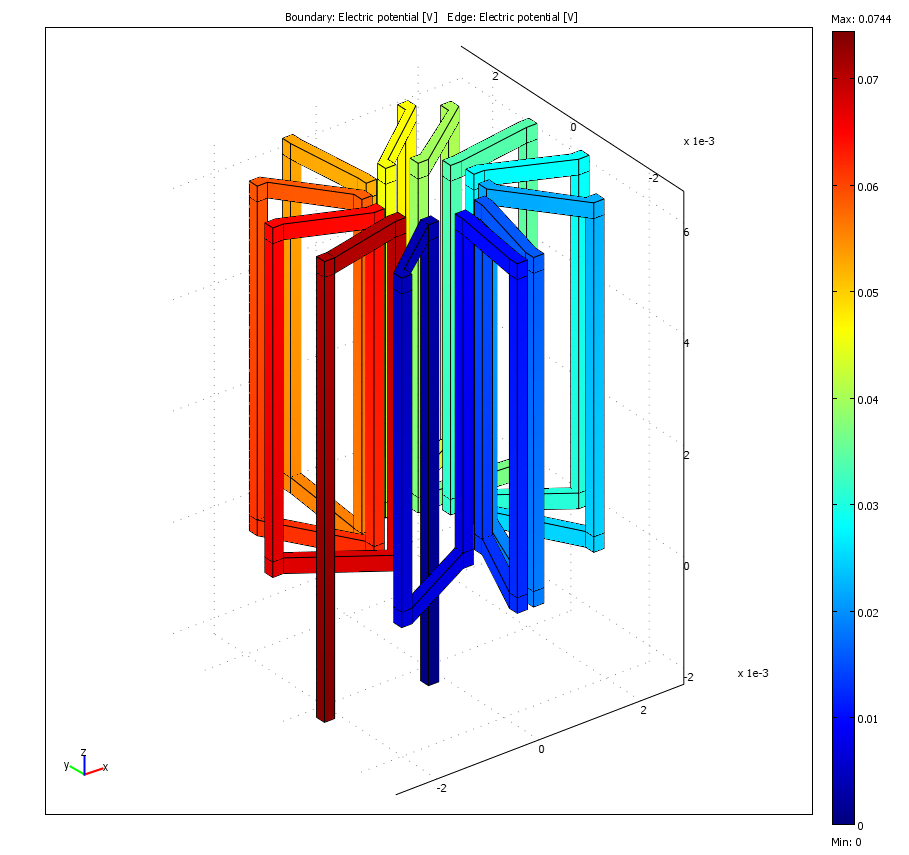 Boundary: Electric potential [V]   Edge: Electric potential [V]
Max: 0.0744
2
0
-2
x 1e-3
6
4
2
0
-2
x 1e-3
2
0
-2
z
y
x
0.07
0.06
0.05
0.04
0.03
0.02
0.01
0
Min: 0